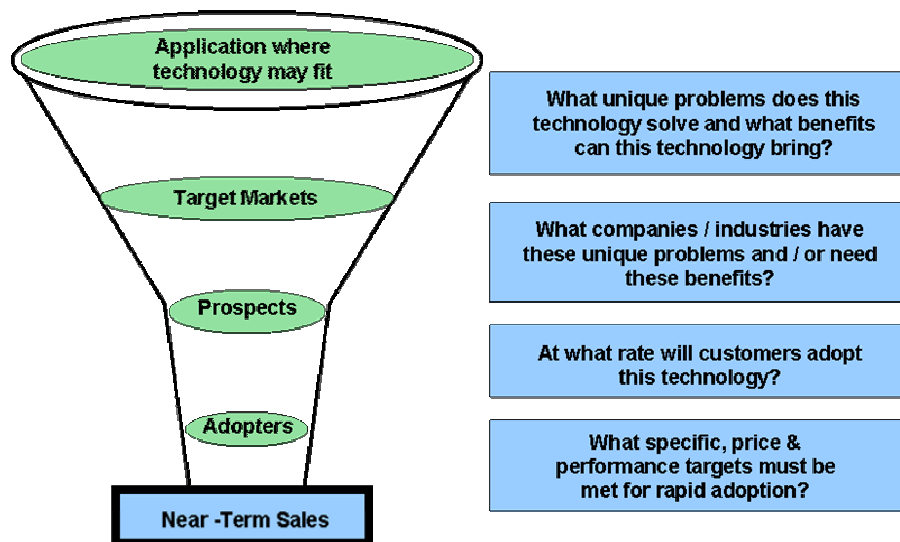 Application where
technology may fit
Target Markets
Prospects
Adopters
Near -Term Sales
What unique problems does this
technology solve and what benefits
can this technology bring?
What companies / industries have
these unique problems and / or need
these benefits?
At what rate will customers adopt
this technology?
What specific, price &
performance targets must be
met for rapid adoption?